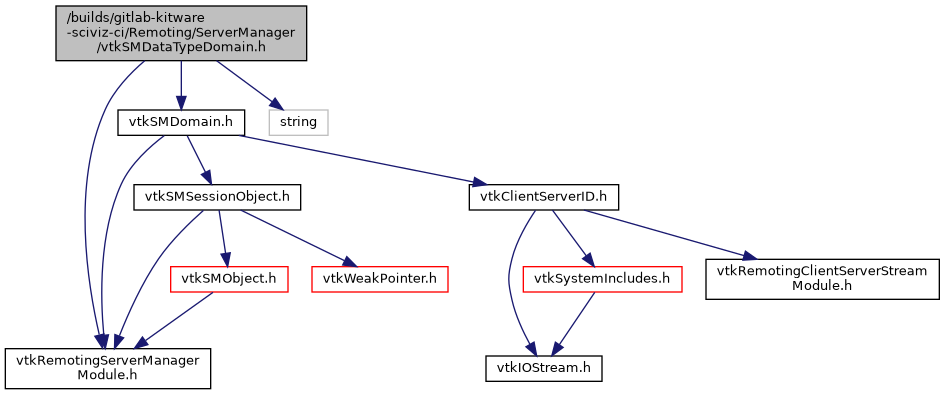 /builds/gitlab-kitware
-sciviz-ci/Remoting/ServerManager
/vtkSMDataTypeDomain.h
vtkSMDomain.h
string
vtkSMSessionObject.h
vtkClientServerID.h
vtkSMObject.h
vtkWeakPointer.h
vtkSystemIncludes.h
vtkRemotingClientServerStream
Module.h
vtkRemotingServerManager
Module.h
vtkIOStream.h